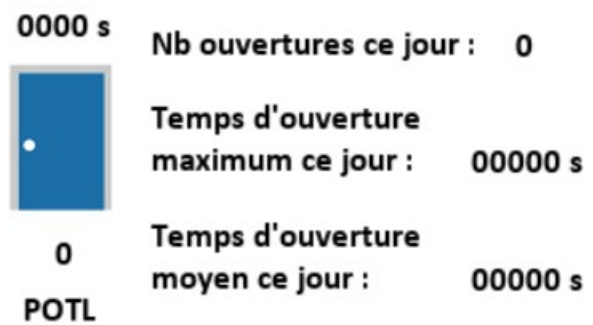 0000 s
Nb ouvertures ce jour : 0
Temps d'ouverture
maximum ce jour : 00000 s
Temps d'ouverture
moyen ce jour : 00000 s
0
POTL